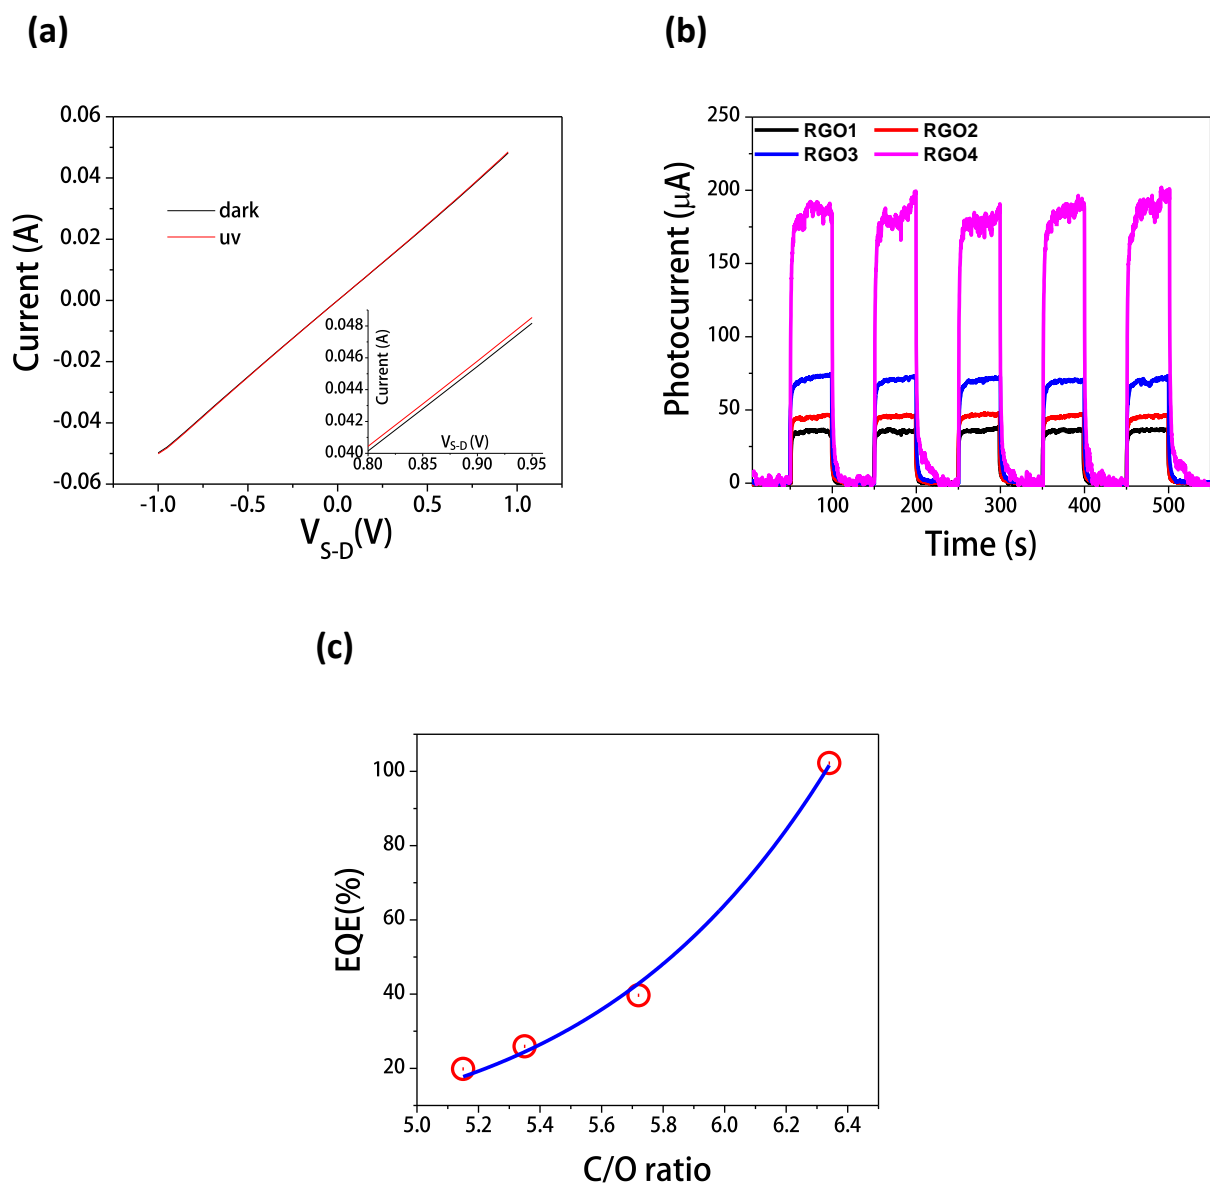 (a)
0.06
0.04
0.02
0.00
-0.02
-0.04
-0.06
Current (A)
dark
uv
-1.0 -0.5 0.0 0.5 1.0
V_S-D(V)
0.048
0.046
0.044
0.042
0.040
Current (A)
V_S-D (V)
0.80 0.85 0.90 0.95
(b)
250
200
150
100
50
0
Photocurrent (μA)
RGO1 RGO2
RGO3 RGO4
100 200 300 400 500
Time (s)
(c)
100
80
60
40
20
EQE(%)
5.0 5.2 5.4 5.6 5.8 6.0 6.2 6.4
C/O ratio